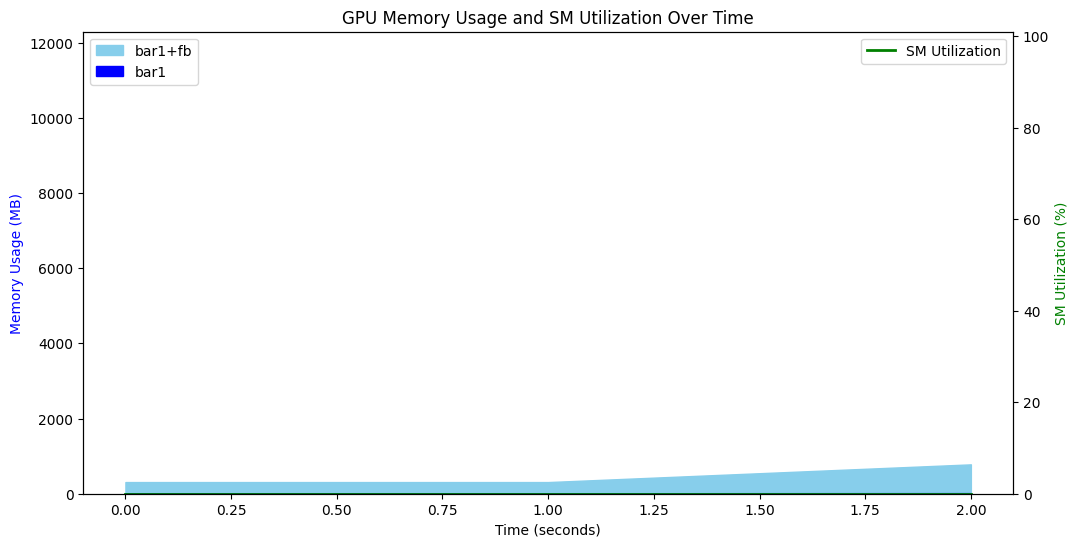 GPU Memory Usage and SM Utilization Over Time
bar1+fb
bar1
SM Utilization
Memory Usage (MB)
12000
10000
8000
6000
4000
2000
0
SM Utilization (%)
100
80
60
40
20
0
0.00 0.25 0.50 0.75 1.00 1.25 1.50 1.75 2.00
Time (seconds)